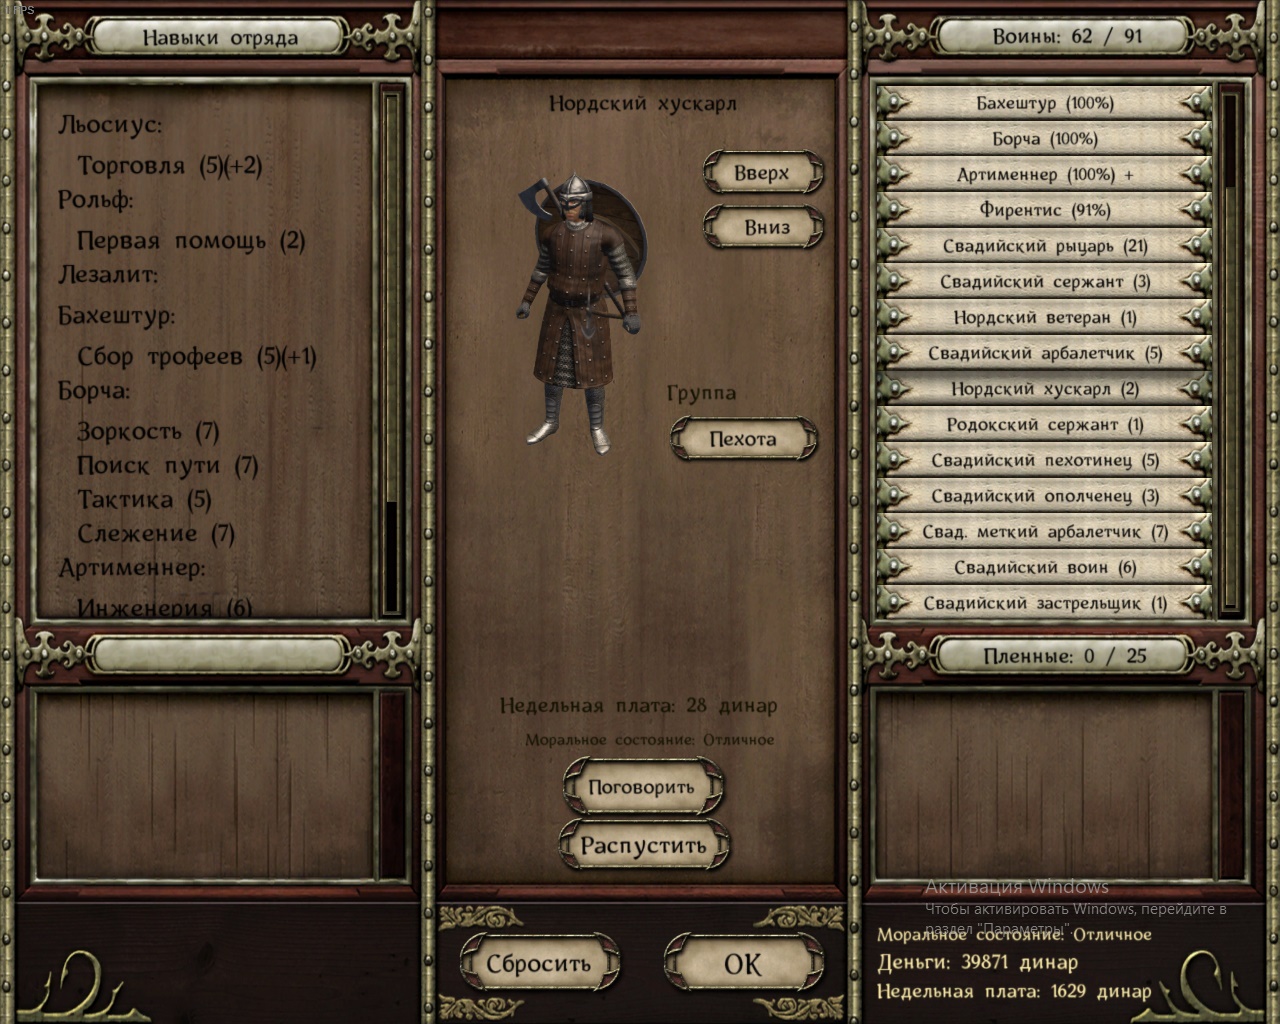 Навыки отряда
Льосиус:
Торговля (5)(+2)
Рольф:
Первая помощь (2)
Лезалит:
Бахештур:
Сбор трофеев (5)(+1)
Борча:
Зоркость (7)
Поиск пути (7)
Тактика (5)
Слежение (7)
Артименнер:
Инженерия (6)
Нордский хускарл
Вверх
Вниз
Группа
Пехота
Недельная плата: 28 динар
Моральное состояние: Отличное
Поговорить
Распустить
Сбросить
OK
Воины: 62 / 91
Бахештур (100%)
Борча (100%)
Артименнер (100%) +
Фирентис (91%)
Свадийский рыцарь (21)
Свадийский сержант (3)
Нордский ветеран (1)
Свадийский арбалетчик (5)
Нордский хускарл (2)
Родокский сержант (1)
Свадийский пехотинец (5)
Свадийский ополченец (3)
Свад. меткий арбалетчик (7)
Свадийский воин (6)
Свадийский застрельщик (1)
Пленные: 0 / 25
Активация Windows
Чтобы активировать Windows, перейдите в
раздел "Параметры".
Моральное состояние: Отличное
Деньги: 39871 динар
Недельная плата: 1629 динар